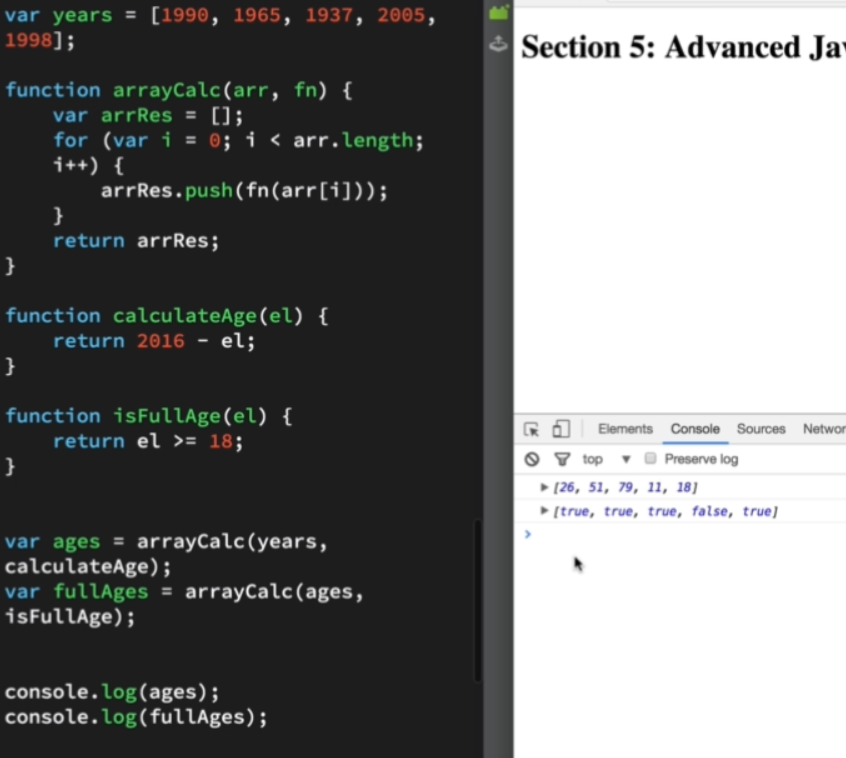 var years = [1990, 1965, 1937, 2005,
1998];
function arrayCalc(arr, fn) {
    var arrRes = [];
    for (var i = 0; i < arr.length;
    i++) {
        arrRes.push(fn(arr[i]));
    }
    return arrRes;
}
function calculateAge(el) {
    return 2016 - el;
}
function isFullAge(el) {
    return el >= 18;
}
var ages = arrayCalc(years,
calculateAge);
var fullAges = arrayCalc(ages,
isFullAge);
console.log(ages);
console.log(fullAges);
Section 5: Advanced Jav
Elements Console Sources Networ
top ▼ Preserve log
[26, 51, 79, 11, 18]
[true, true, true, false, true]
>